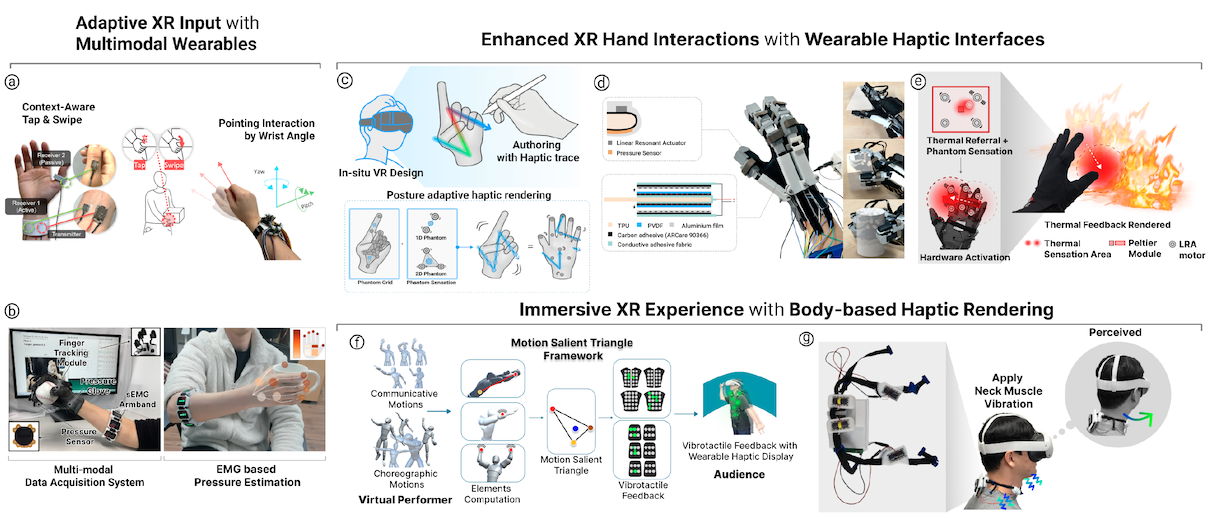 Adaptive XR Input with
Multimodal Wearables
Enhanced XR Hand Interactions with Wearable Haptic Interfaces
a
Context-Aware
Tap & Swipe
Receiver 2
(Passive)
Receiver 1
(Active)
Transmitter
Tap
Swipe
Pointing Interaction
by Wrist Angle
Yaw
Pitch
b
Finger
Tracking
Module
Pressure
Glove
sEMG
Armband
Pressure
Sensor
Multi-modal
Data Acquisition System
EMG based
Pressure Estimation
c
In-situ VR Design
Authoring
with Haptic trace
Posture adaptive haptic rendering
1D Phantom
2D Phantom
Phantom Grid
Phantom Sensation
=
d
Linear Resonant Actuator
Pressure Sensor
TPU
PVDF
Aluminium film
Carbon adhesive (ARCare 90366)
Conductive adhesive fabric
e
Thermal Referral +
Phantom Sensation
Hardware Activation
Thermal Feedback Rendered
Thermal
Sensation Area
Peltier
Module
LRA
motor
Immersive XR Experience with Body-based Haptic Rendering
f
Motion Salient Triangle
Framework
Communicative
Motions
Choreographic
Motions
Virtual Performer
Elements
Computation
Motion Salient
Triangle
Vibrotactile
Feedback
Vibrotactile Feedback with
Wearable Haptic Display
Audience
g
Apply
Neck Muscle
Vibration
Perceived